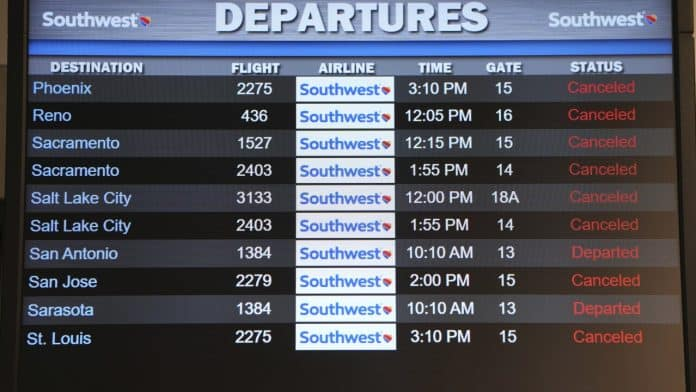 Southwest DEPARTURES Southwest
DESTINATION FLIGHT AIRLINE TIME GATE STATUS
Phoenix 2275 Southwest 3:10 PM 15 Canceled
Reno 436 Southwest 12:05 PM 16 Canceled
Sacramento 1527 Southwest 12:15 PM 15 Canceled
Sacramento 2403 Southwest 1:55 PM 14 Canceled
Salt Lake City 3133 Southwest 12:00 PM 18A Canceled
Salt Lake City 2403 Southwest 1:55 PM 14 Canceled
San Antonio 1384 Southwest 10:10 AM 13 Departed
San Jose 2279 Southwest 2:00 PM 15 Canceled
Sarasota 1384 Southwest 10:10 AM 13 Departed
St. Louis 2275 Southwest 3:10 PM 15 Canceled